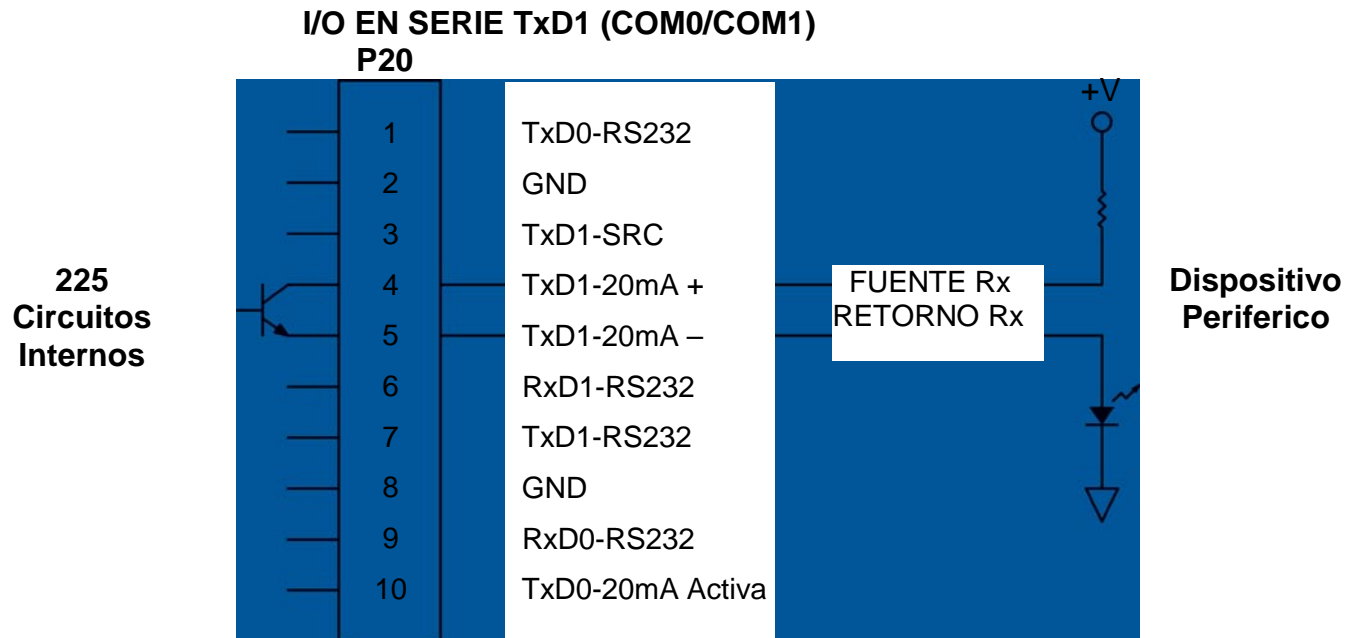 I/O EN SERIE TxD1 (COM0/COM1)
P20
+V
1 TxD0-RS232
2 GND
3 TxD1-SRC
4 TxD1-20mA +
5 TxD1-20mA –
6 RxD1-RS232
7 TxD1-RS232
8 GND
9 RxD0-RS232
10 TxD0-20mA Activa
225
Circuitos
Internos
FUENTE Rx
RETORNO Rx
Dispositivo
Periferico